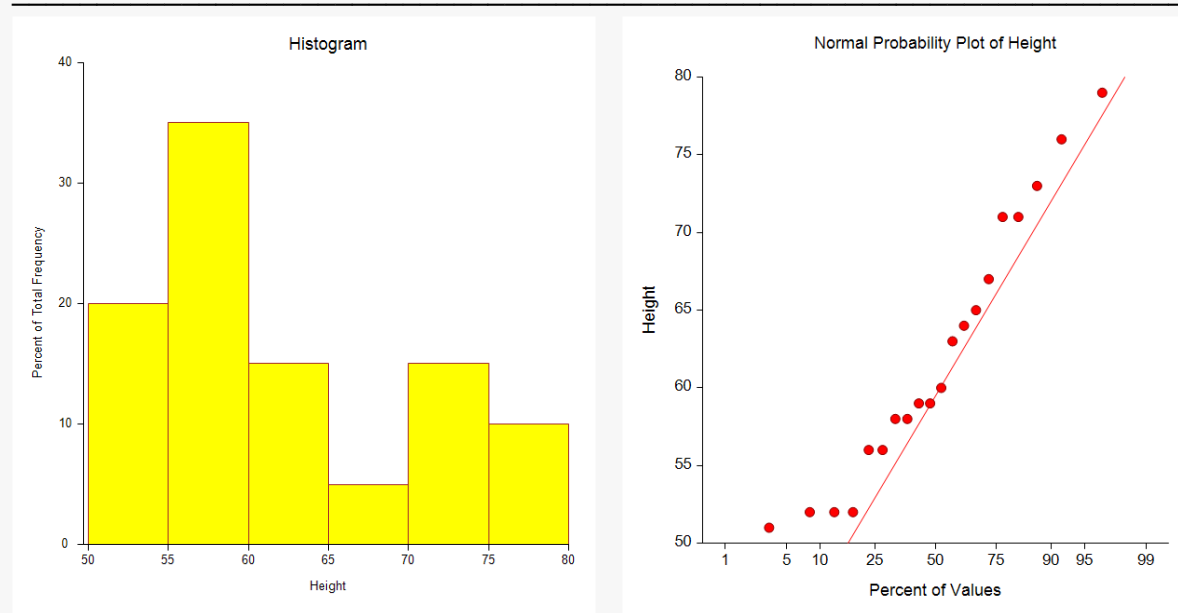 Histogram
40
30
20
10
0
Percent of Total Frequency
50 55 60 65 70 75 80
Height
Normal Probability Plot of Height
80
75
70
65
60
55
50
Height
1 5 10 25 50 75 90 95 99
Percent of Values